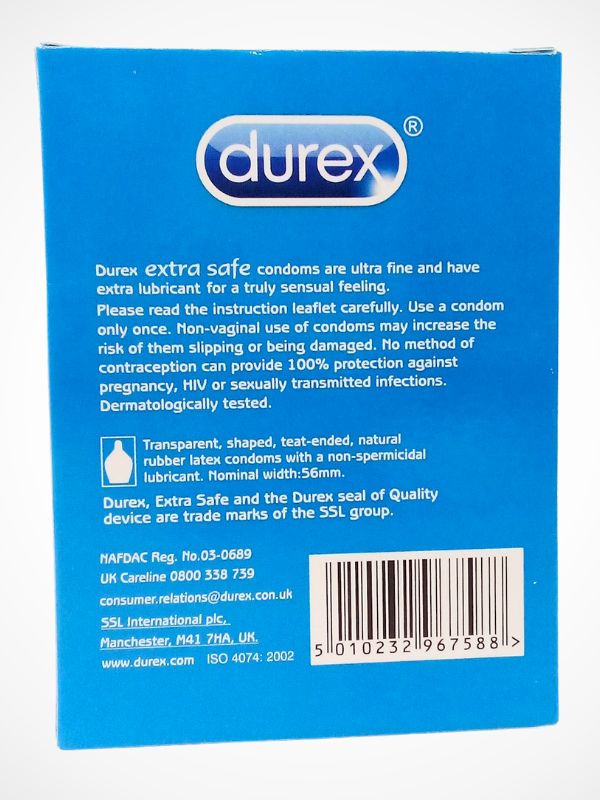 durex®
Durex extra safe condoms are ultra fine and have
extra lubricant for a truly sensual feeling.
Please read the instruction leaflet carefully. Use a condom
only once. Non-vaginal use of condoms may increase the
risk of them slipping or being damaged. No method of
contraception can provide 100% protection against
pregnancy, HIV or sexually transmitted infections.
Dermatologically tested.
Transparent, shaped, teat-ended, natural
rubber latex condoms with a non-spermicidal
lubricant. Nominal width:56mm.
Durex, Extra Safe and the Durex seal of Quality
device are trade marks of the SSL group.
NAFDAC Reg. No.03-0689
UK Careline 0800 338 739
consumer.relations@durex.con.uk
SSL International plc,
Manchester, M41 7HA, UK.
www.durex.com ISO 4074: 2002
5 010232 967588 >